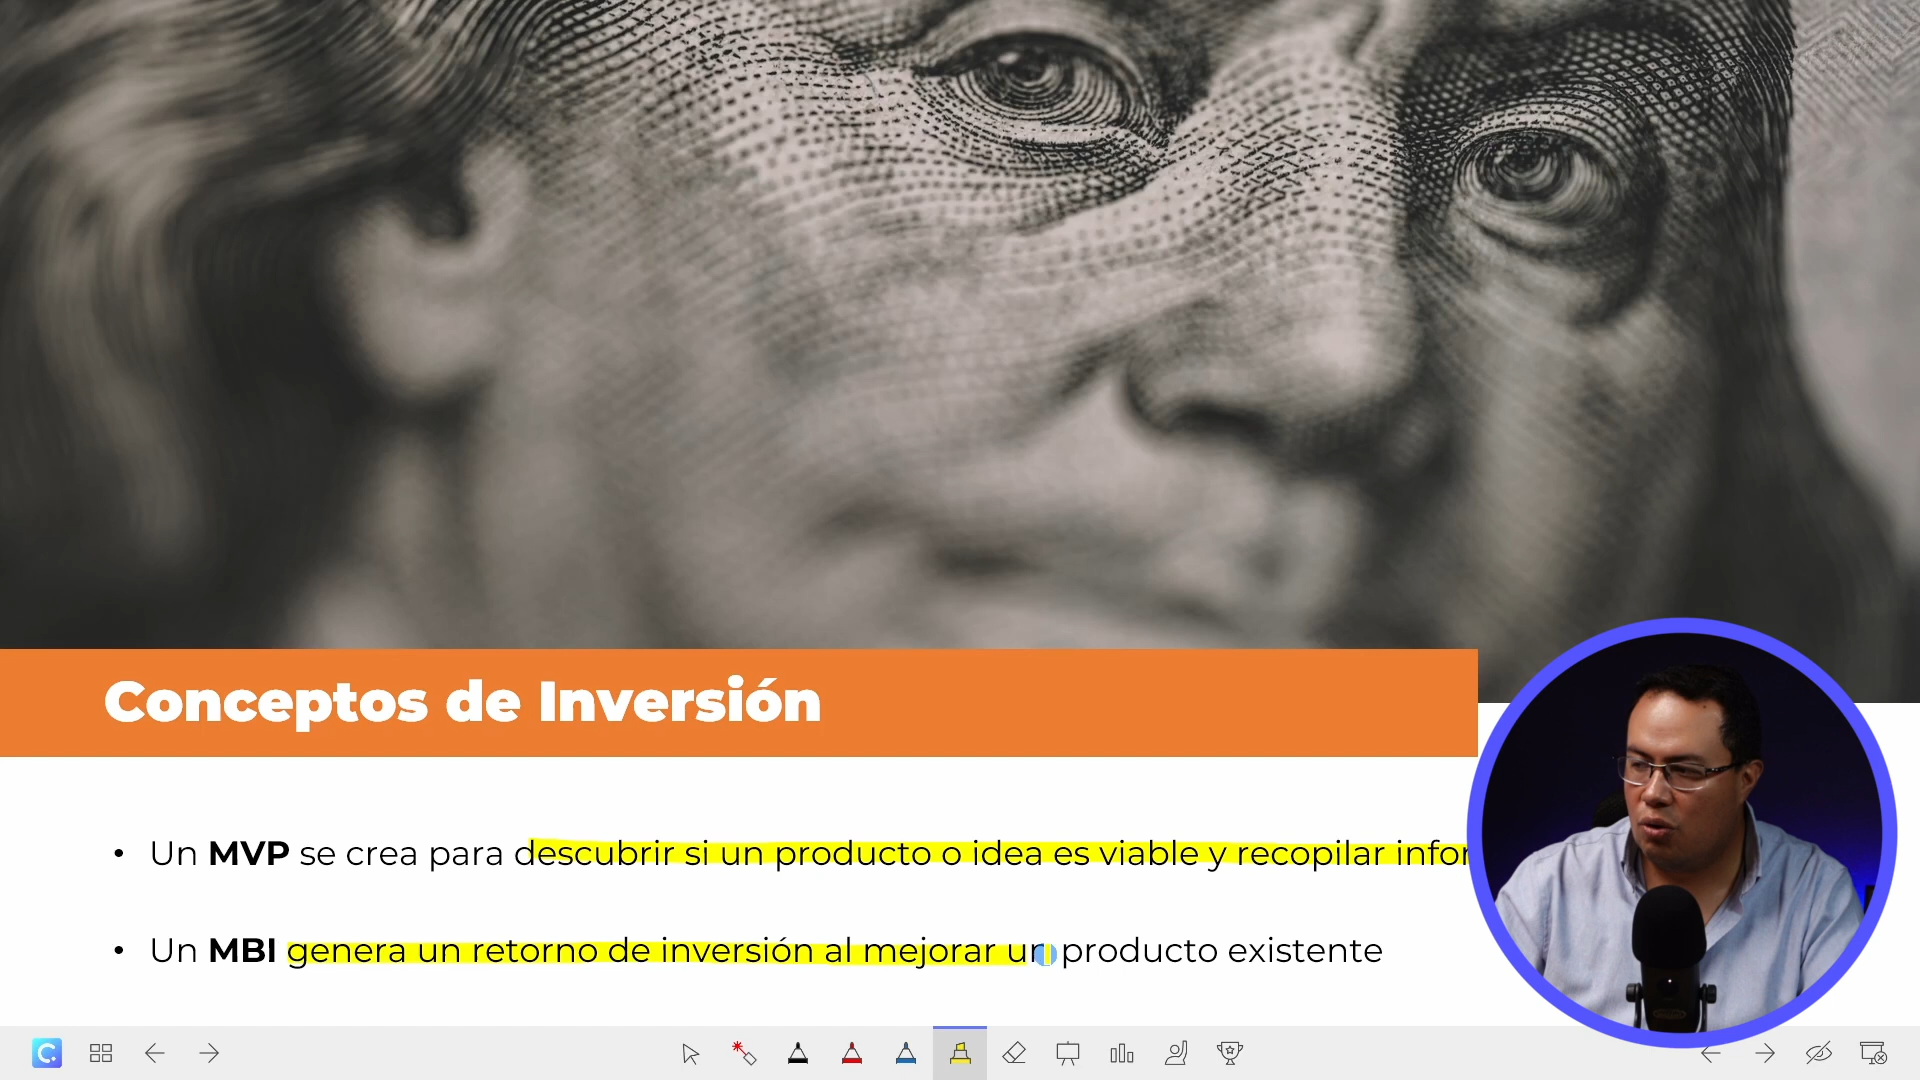 Conceptos de Inversión
• Un MVP se crea para descubrir si un producto o idea es viable y recopilar
• Un MBI genera un retorno de inversión al mejorar un producto existente